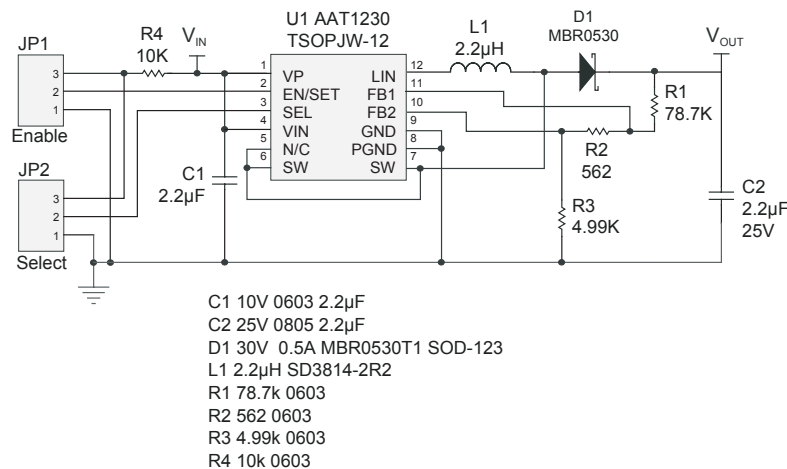 U1 AAT1230
TSOPJW-12
JP1
3
2
1
Enable
R4
10K
VIN
1
2
3
4
5
6
VP
EN/SET
SEL
VIN
N/C
SW
LIN
FB1
FB2
GND
PGND
SW
12
11
10
9
8
7
L1
2.2µH
D1
MBR0530
VOUT
R1
78.7K
R2
562
R3
4.99K
C2
2.2µF
25V
C1
2.2µF
JP2
3
2
1
Select
C1 10V 0603 2.2µF
C2 25V 0805 2.2µF
D1 30V 0.5A MBR0530T1 SOD-123
L1 2.2µH SD3814-2R2
R1 78.7k 0603
R2 562 0603
R3 4.99k 0603
R4 10k 0603